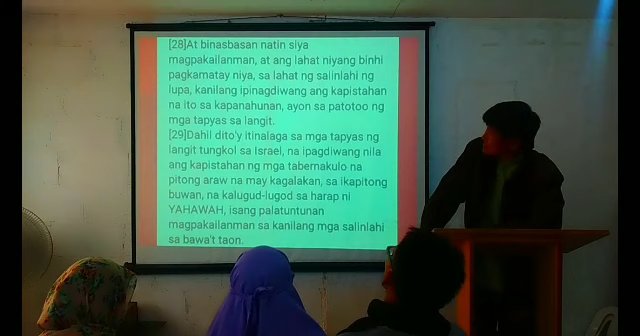 [28]At binasbasan natin siya
magpakailanman, at ang lahat niyang binhi
pagkamatay niya, sa lahat ng salinlahi ng
lupa, kanilang ipinagdiwang ang kapistahan
na ito sa kapanahunan, ayon sa patotoo ng
mga tapyas sa langit.
[29]Dahil dito'y itinalaga sa mga tapyas ng
langit tungkol sa Israel, na ipagdiwang nila
ang kapistahan ng mga tabernakulo na
pitong araw na may kagalakan, sa ikapitong
buwan, na kalugud-lugod sa harap ni
YAHAWAH, isang palatuntunan
magpakailanman sa kanilang mga salinlahi
sa bawa't taon.